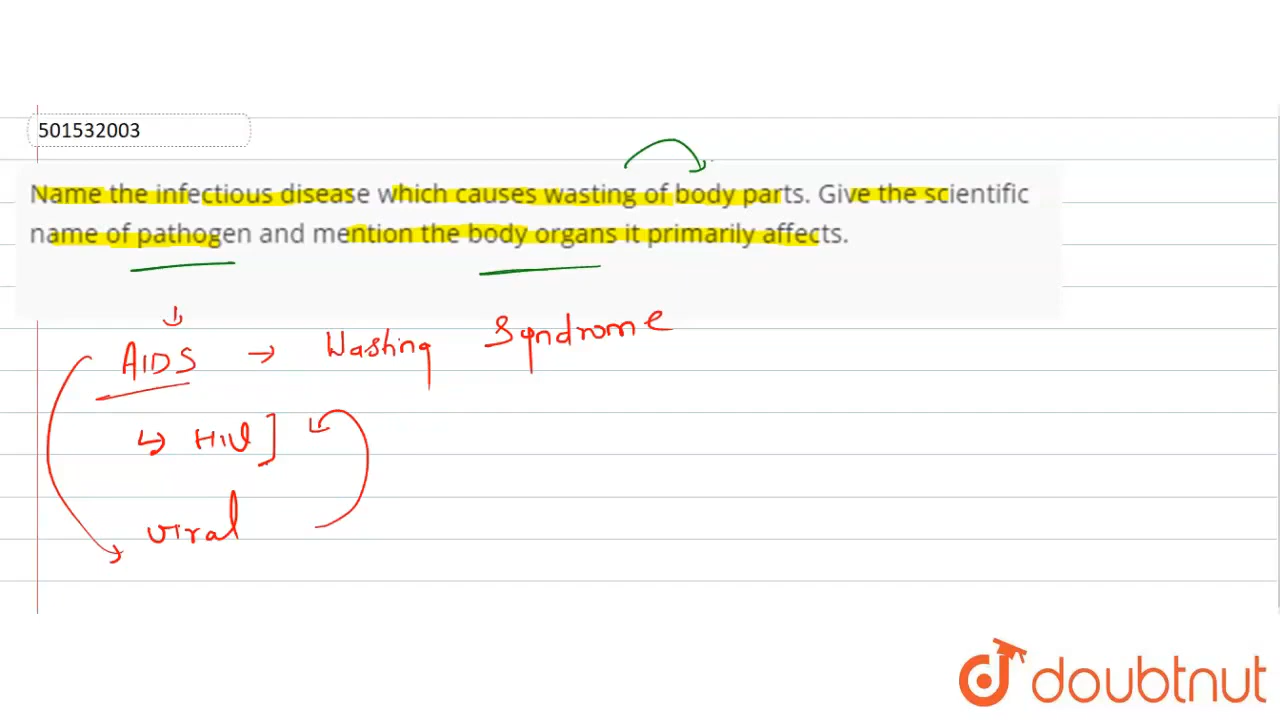 501532003
Name the infectious disease which causes wasting of body parts. Give the scientific
name of pathogen and mention the body organs it primarily affects.
AIDS → Wasting Syndrome
↳ HIV]
viral
doubtnut